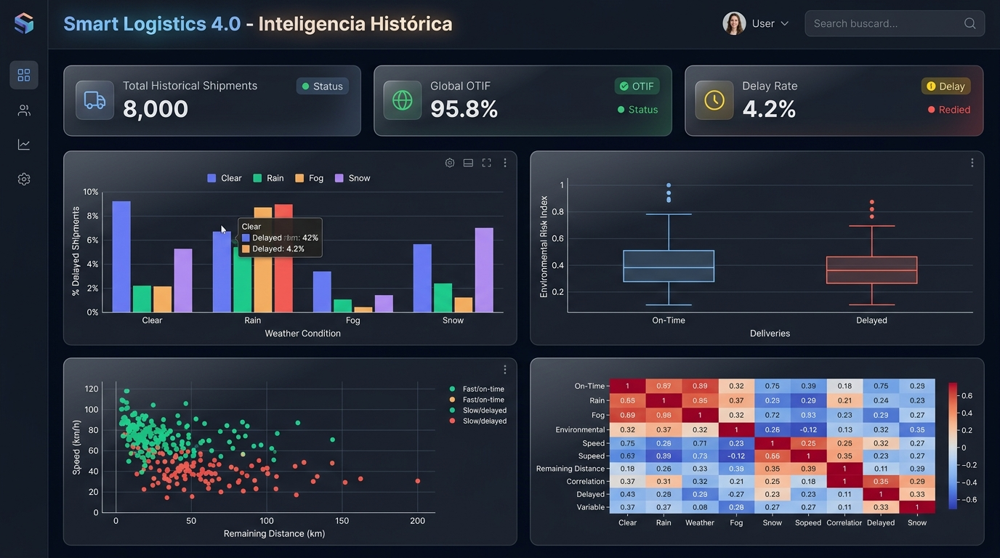 Smart Logistics 4.0 - Inteligencia Histórica
User
Search buscard...
Total Historical Shipments
Status
8,000
Global OTIF
OTIF
95.8%
Status
Delay Rate
Delay
4.2%
Redied
Clear Rain Fog Snow
% Delayed Shipments
10%
8%
6%
4%
2%
0%
Clear
Delayed : 42%
Delayed: 4.2%
Clear Rain Fog Snow
Weather Condition
Environmental Risk Index
1
0.8
0.6
0.4
0.2
On-Time Delayed
Deliveries
Speed (km/h)
120
100
80
60
40
20
0
0 50 100 150 200
Remaining Distance (km)
Fast/on-time
Fast/on-time
Slow/delayed
Slow/delayed
On-Time 1 0.87 0.89 0.32 0.75 0.39 0.18 0.75 0.29
Rain 0.65 1 0.85 0.37 0.25 0.29 0.21 0.24 0.23
Fog 0.69 0.98 1 0.32 0.72 0.83 0.23 0.29 0.27
Environmental 0.32 0.37 0.32 1 0.26 -0.12 0.13 0.32 0.35
Speed 0.75 0.26 0.71 0.23 1 0.25 0.25 0.32 0.27
Supeed 0.63 0.39 0.73 -0.12 0.55 1 0.35 0.23 0.27
Remaining Distance 0.18 0.26 0.33 0.39 0.35 0.39 1 0.11 0.39
Correlation 0.37 0.31 0.32 -0.21 0.25 0.18 1 0.35 0.29
Delayed 0.43 0.28 0.29 -0.27 0.23 0.23 0.11 1 0.33
Variable 0.37 0.37 0.08 0.28 0.27 0.27 0.11 0.33 1
Clear Rain Weather Fog Snow Sopeed Correlatior Delayed Snow
0.6
0.4
0.2
0
−0.2
−0.4
−0.6